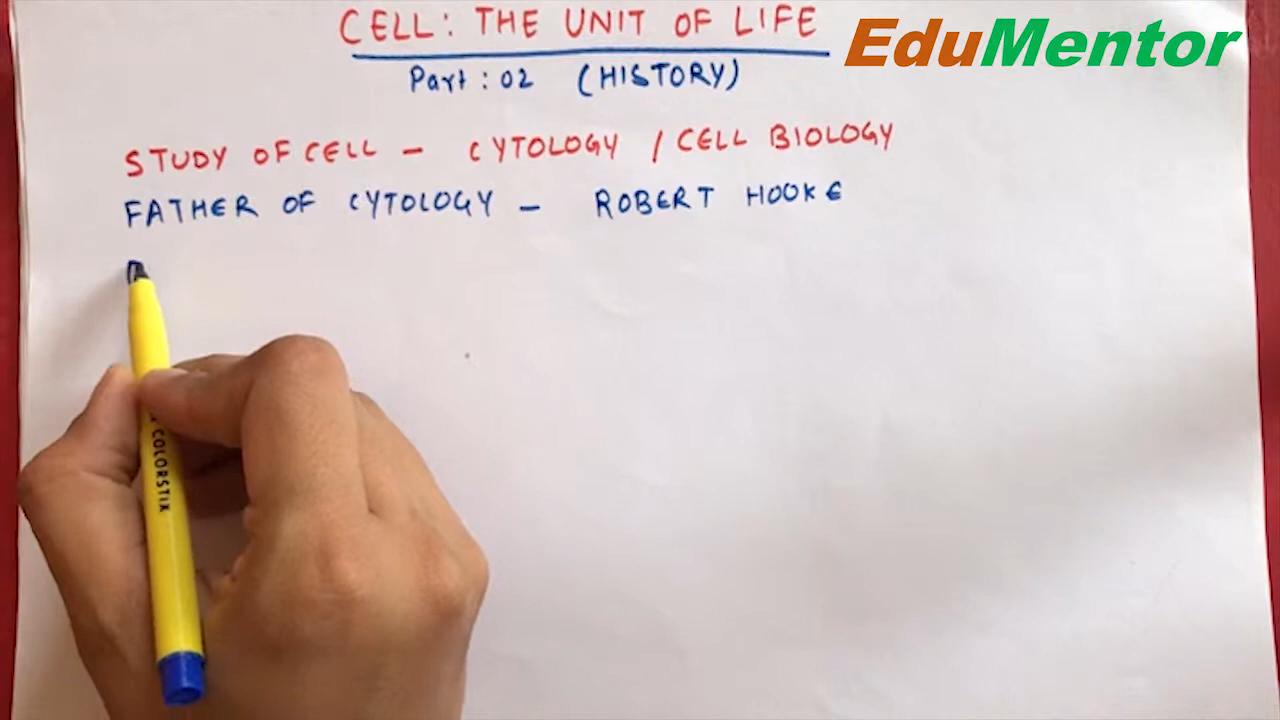 CELL: THE UNIT OF LIFE
EduMentor
Part: 02 (HISTORY)
STUDY OF CELL - CYTOLOGY / CELL BIOLOGY
FATHER OF CYTOLOGY - ROBERT HOOKE
COLORSTIX